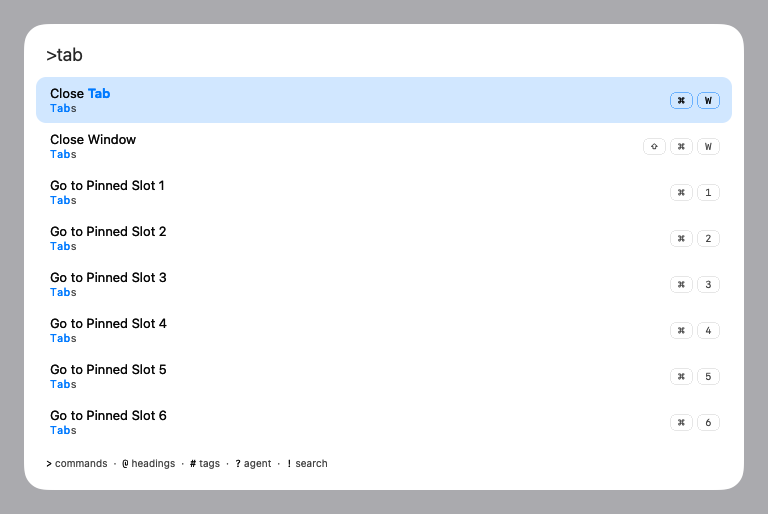 >tab
Close Tab ⌘ W
Tabs
Close Window ⇧ ⌘ W
Tabs
Go to Pinned Slot 1 ⌘ 1
Tabs
Go to Pinned Slot 2 ⌘ 2
Tabs
Go to Pinned Slot 3 ⌘ 3
Tabs
Go to Pinned Slot 4 ⌘ 4
Tabs
Go to Pinned Slot 5 ⌘ 5
Tabs
Go to Pinned Slot 6 ⌘ 6
Tabs
> commands · @ headings · # tags · ? agent · ! search